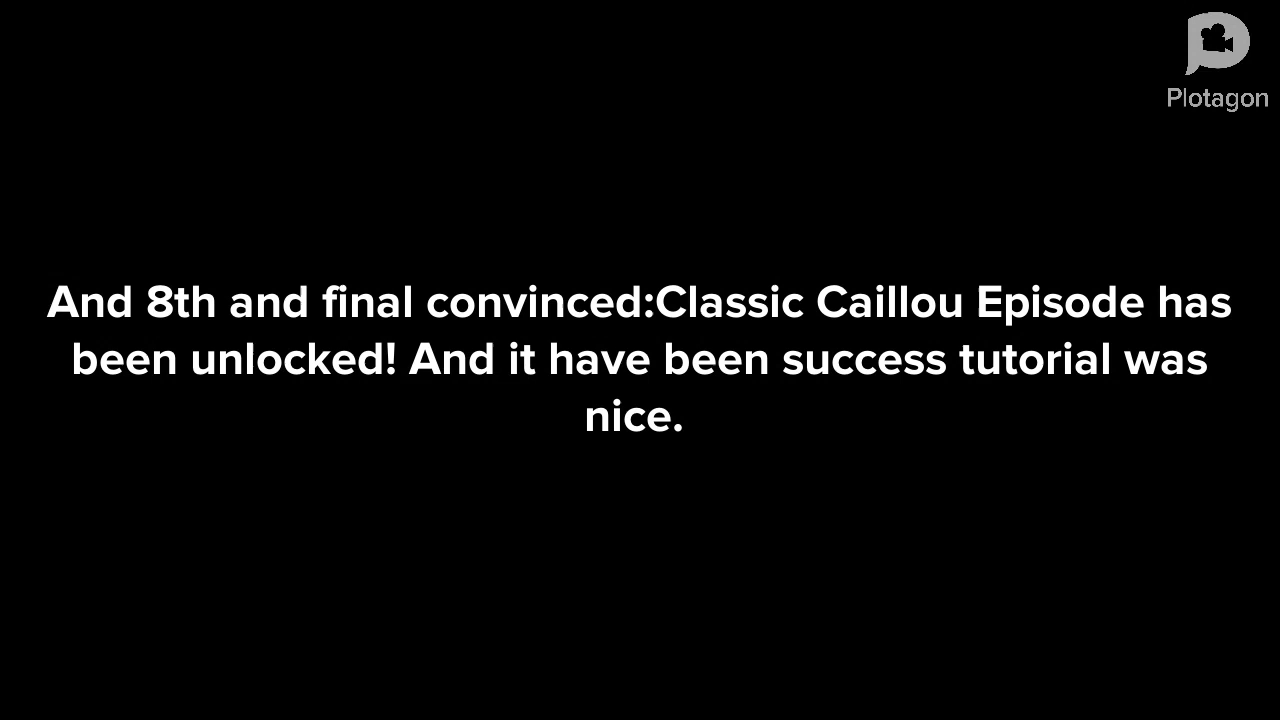 Plotagon
And 8th and final convinced:Classic Caillou Episode has
been unlocked! And it have been success tutorial was
nice.